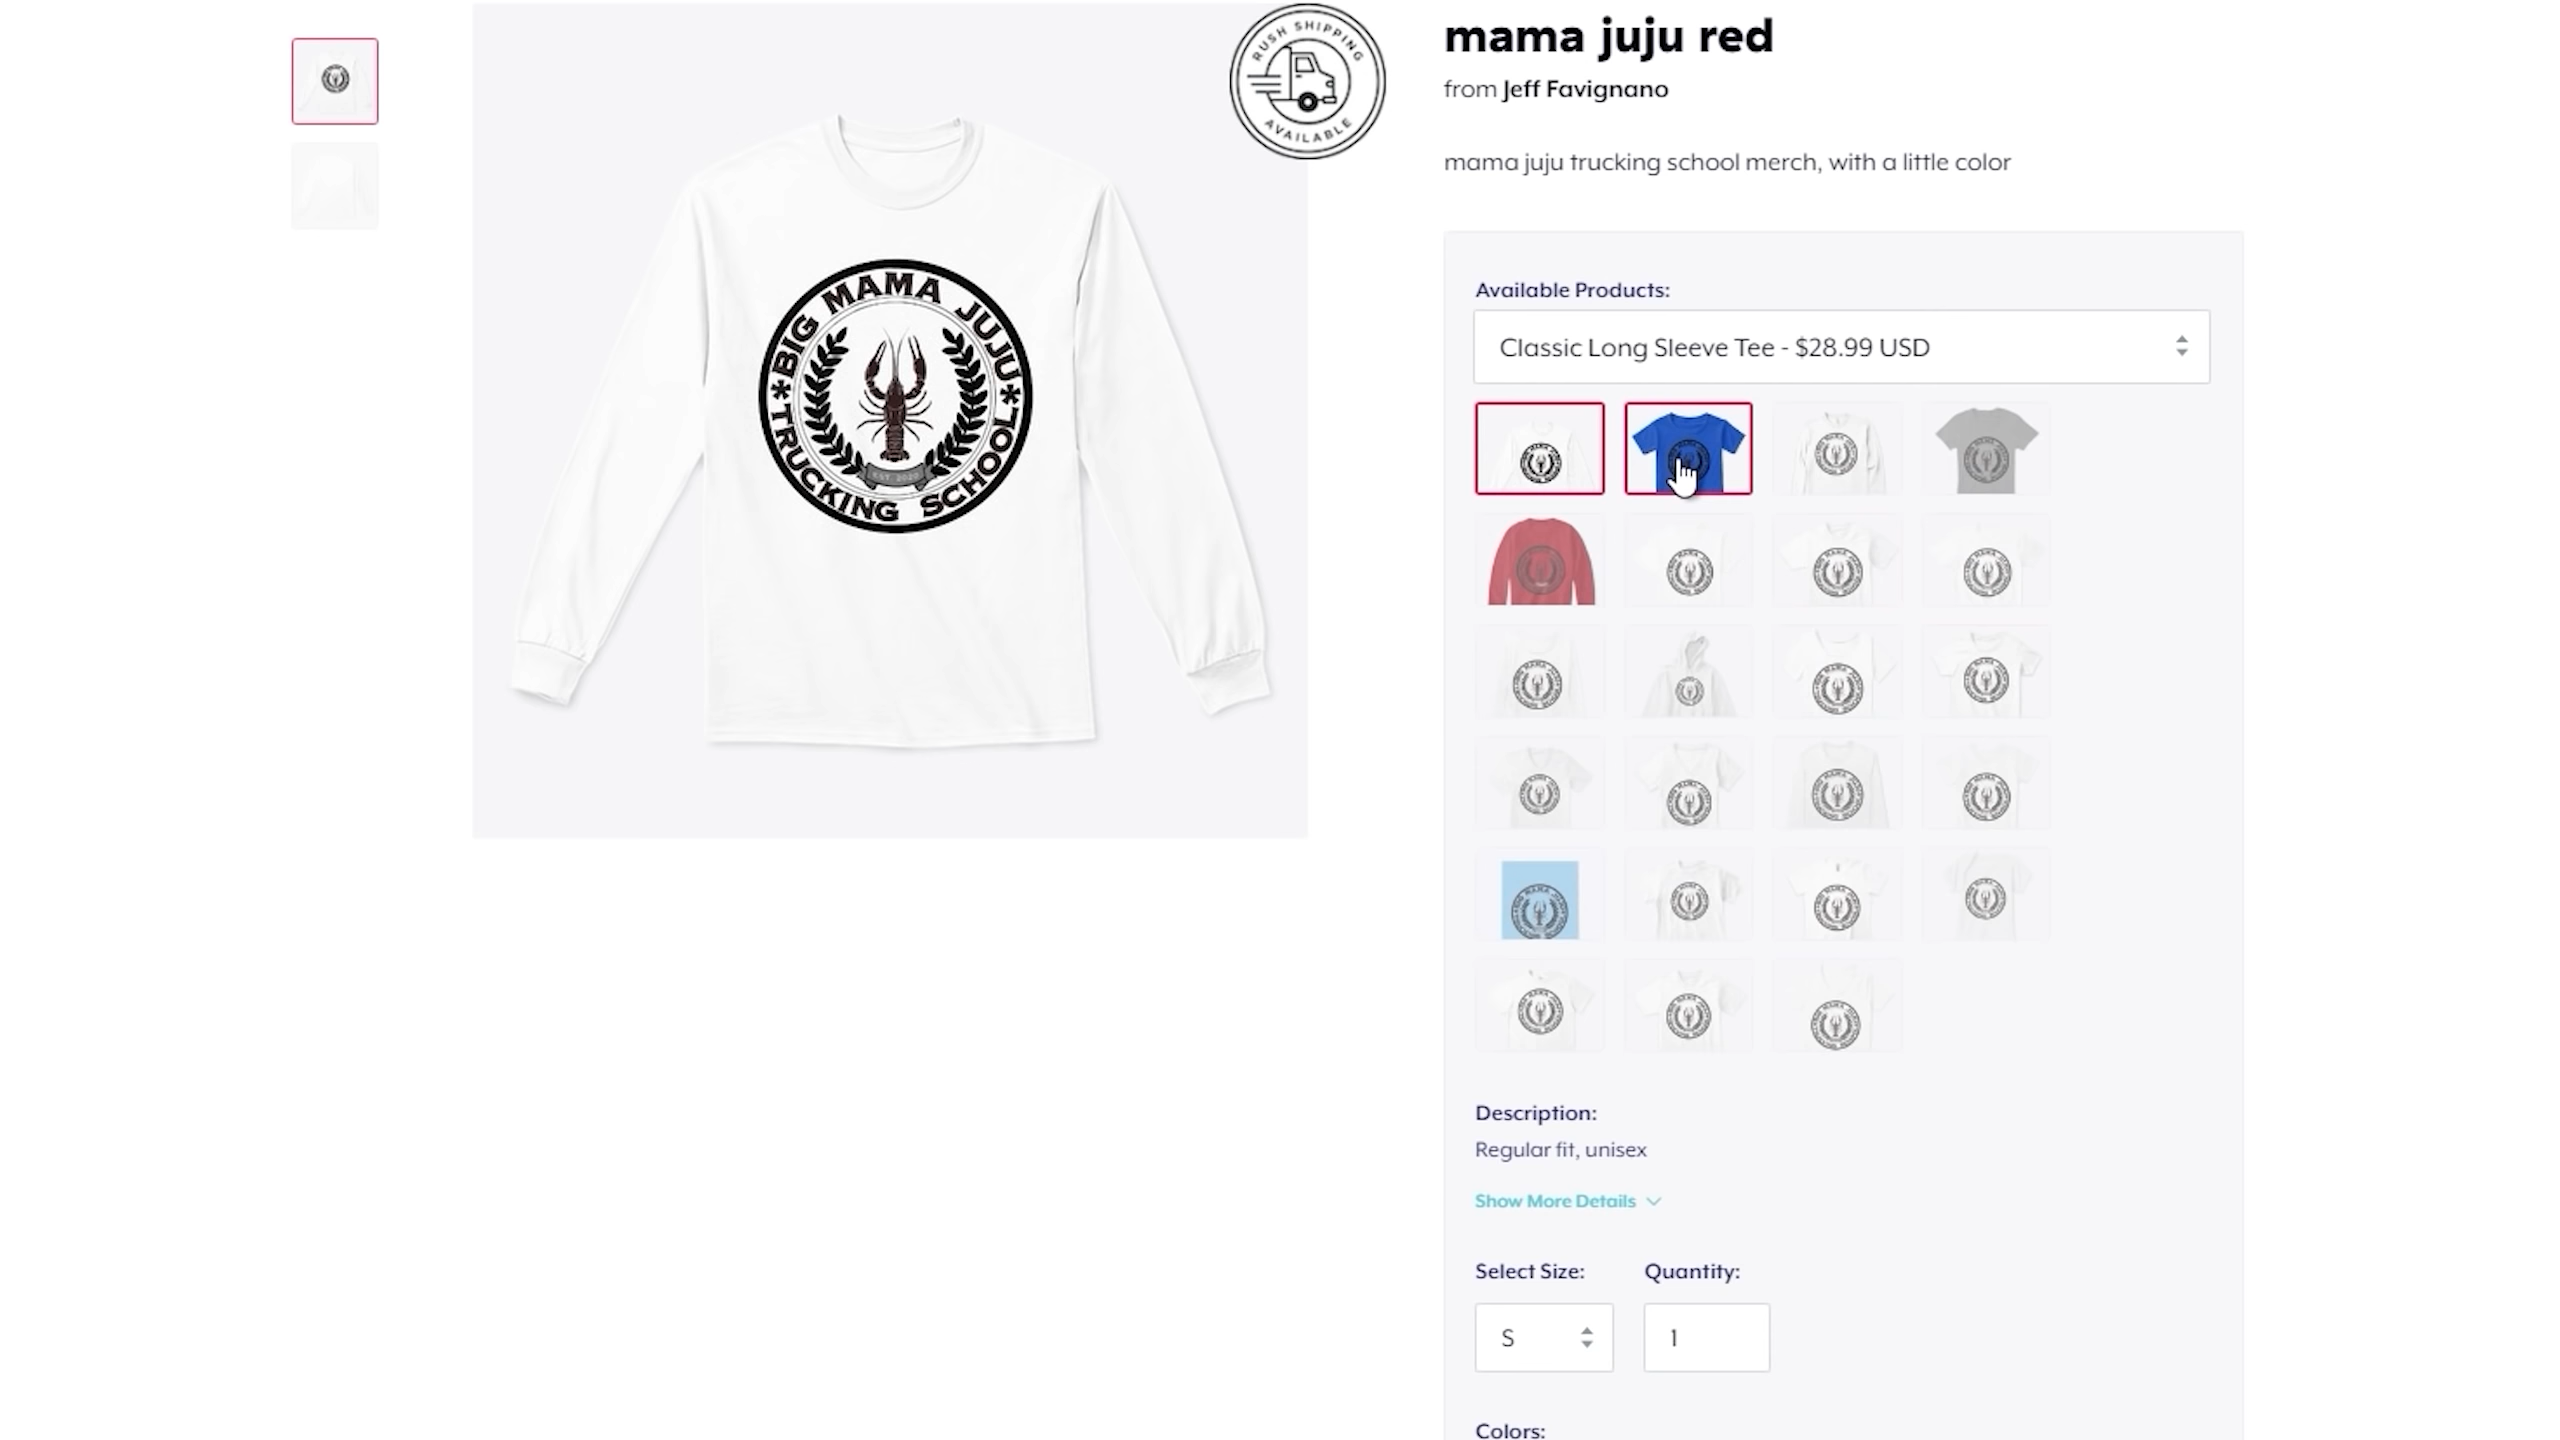 RUSH SHIPPING
AVAILABLE
mama juju red
from Jeff Favignano
mama juju trucking school merch, with a little color
BIG MAMA JUJU
EST. 2020
*TRUCKING SCHOOL*
Available Products:
Classic Long Sleeve Tee - $28.99 USD
Description:
Regular fit, unisex
Show More Details
Select Size:
Quantity:
S
1
Colors: